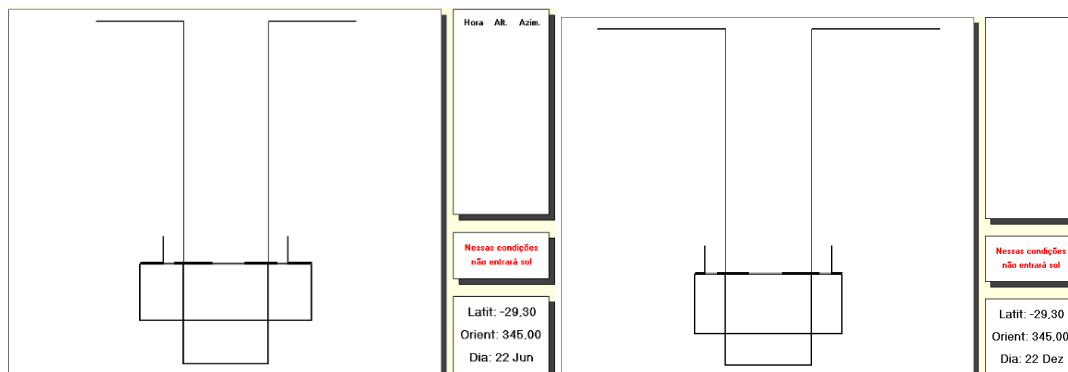 Hora Alt. Azim.
Nessas condições
não entrará sol
Latit: -29,30
Orient: 345,00
Dia: 22 Jun
Nessas condições
não entrará sol
Latit: -29,30
Orient: 345,00
Dia: 22 Dez